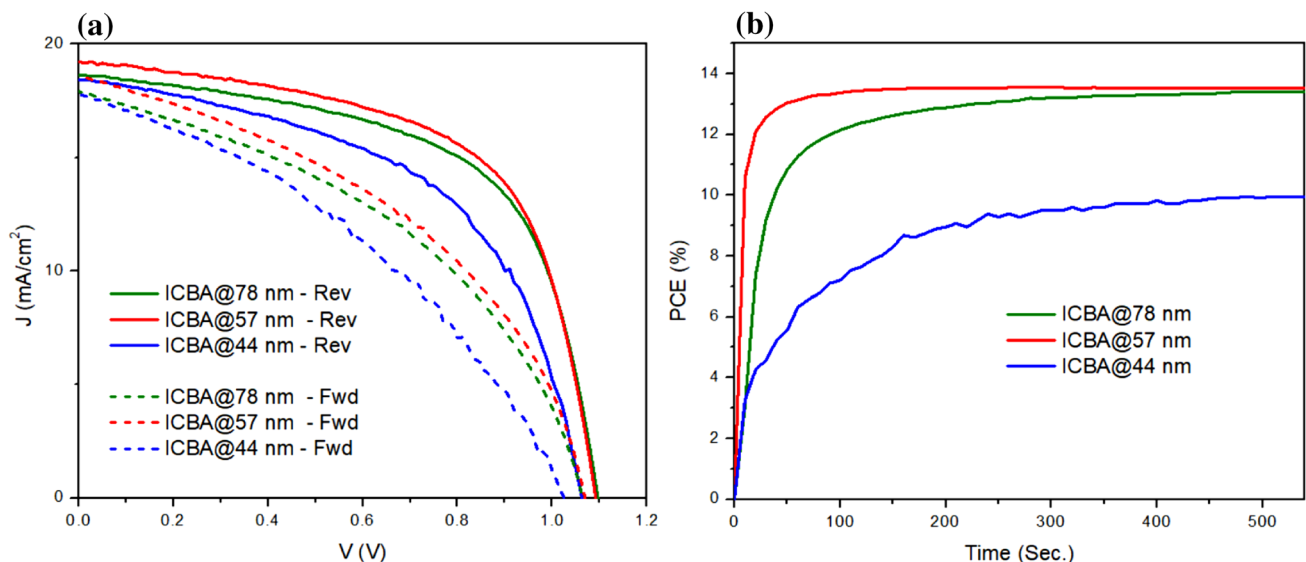 (a)
20
10
0
J (mA/cm²)
ICBA@78 nm - Rev
ICBA@57 nm - Rev
ICBA@44 nm - Rev
ICBA@78 nm - Fwd
ICBA@57 nm - Fwd
ICBA@44 nm - Fwd
0.0 0.2 0.4 0.6 0.8 1.0 1.2
V (V)
(b)
14
12
10
8
6
4
2
0
PCE (%)
ICBA@78 nm
ICBA@57 nm
ICBA@44 nm
0 100 200 300 400 500
Time (Sec.)